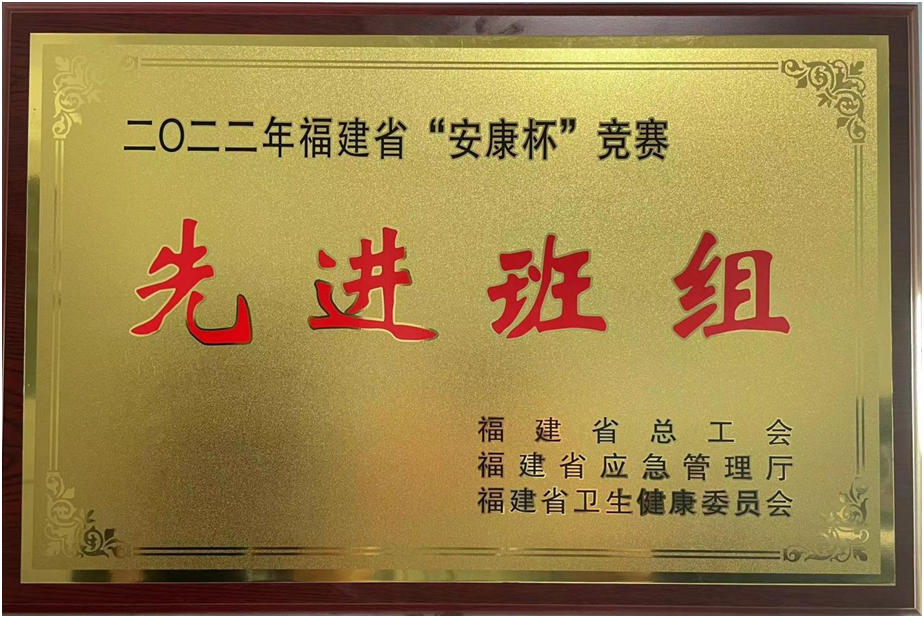 二〇二二年福建省“安康杯”竞赛
先进班组
福建省总工会
福建省应急管理厅
福建省卫生健康委员会